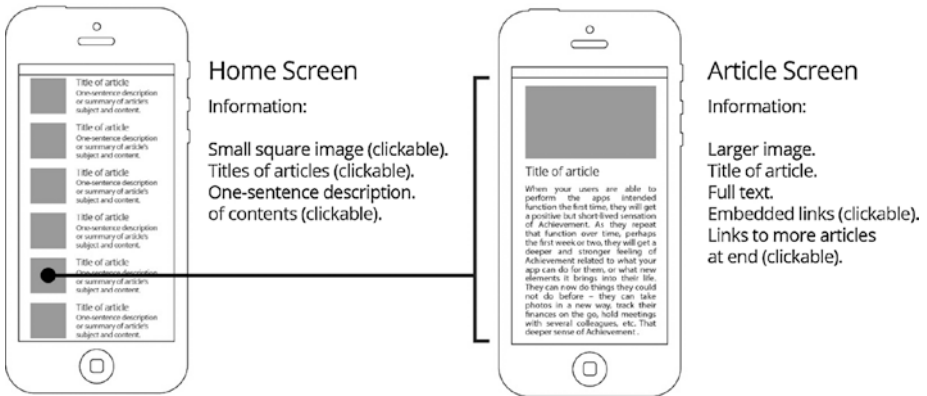 Title of article
One-sentence description
or summary of article's
subject and content.
Title of article
One-sentence description
or summary of article's
subject and content.
Title of article
One-sentence description
or summary of article's
subject and content.
Title of article
One-sentence description
or summary of article's
subject and content.
Title of article
One-sentence description
or summary of article's
subject and content.
Title of article
One-sentence description
or summary of article's
subject and content.
Home Screen
Information:
Small square image (clickable).
Titles of articles (clickable).
One-sentence description.
of contents (clickable).
Title of article
When your users are able to
perform the apps intended
function the first time, they will get
a positive but short-lived sensation
of Achievement. As they repeat
that function over time, perhaps
the first week or two, they will get a
deeper and stronger feeling of
Achievement related to what your
app can do for them, or what new
elements it brings into their life.
They can now do things they could
not do before – they can take
photos in a new way, track their
finances on the go, hold meetings
with several colleagues, etc. That
deeper sense of Achievement .
Article Screen
Information:
Larger image.
Title of article.
Full text.
Embedded links (clickable).
Links to more articles
at end (clickable).